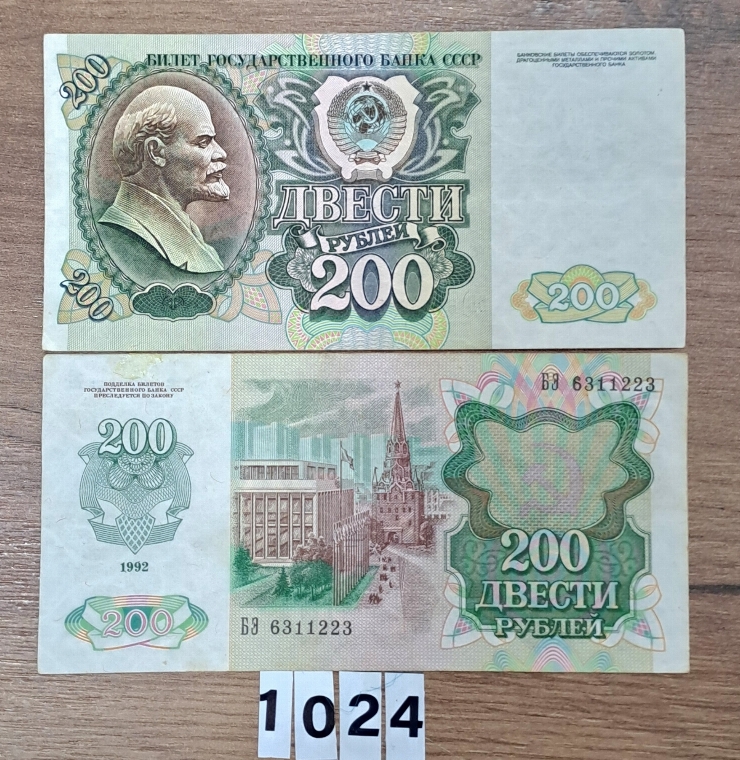 БИЛЕТ ГОСУДАРСТВЕННОГО БАНКА СССР
БАНКОВСКИЕ БИЛЕТЫ ОБЕСПЕЧИВАЮТСЯ ЗОЛОТОМ,
ДРАГОЦЕННЫМИ МЕТАЛЛАМИ И ПРОЧИМИ АКТИВАМИ
ГОСУДАРСТВЕННОГО БАНКА
200
ДВЕСТИ
РУБЛЕЙ
200
200
200
ПОДДЕЛКА БИЛЕТОВ
ГОСУДАРСТВЕННОГО БАНКА СССР
ПРЕСЛЕДУЕТСЯ ПО ЗАКОНУ
БЭ 6311223
200
1992
200
БЭ 6311223
200
ДВЕСТИ
РУБЛЕЙ
1024